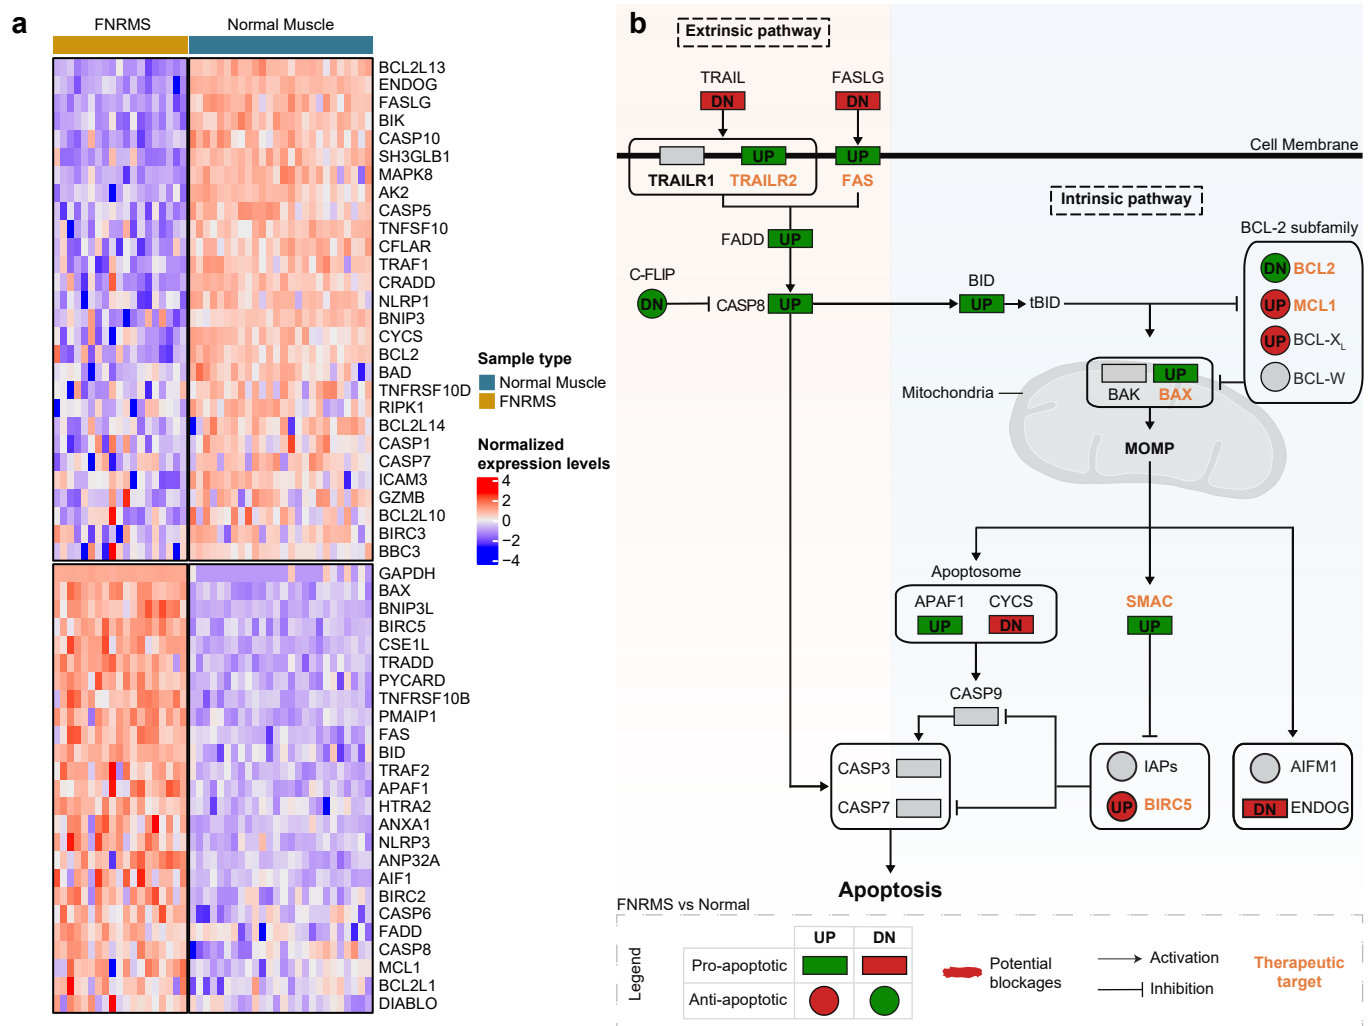 a
FNRMS
Normal Muscle
BCL2L13
ENDOG
FASLG
BIK
CASP10
SH3GLB1
MAPK8
AK2
CASP5
TNFSF10
CFLAR
TRAF1
CRADD
NLRP1
BNIP3
CYCS
BCL2
BAD
TNFRSF10D
RIPK1
BCL2L14
CASP1
CASP7
ICAM3
GZMB
BCL2L10
BIRC3
BBC3
GAPDH
BAX
BNIP3L
BIRC5
CSE1L
TRADD
PYCARD
TNFRSF10B
PMAIP1
FAS
BID
TRAF2
APAF1
HTRA2
ANXA1
NLRP3
ANP32A
AIF1
BIRC2
CASP6
FADD
CASP8
MCL1
BCL2L1
DIABLO
Sample type
Normal Muscle
FNRMS
Normalized
expression levels
4
2
0
−2
−4
b
Extrinsic pathway
TRAIL
FASLG
DN
DN
Cell Membrane
UP
UP
TRAILR1
TRAILR2
FAS
Intrinsic pathway
BCL-2 subfamily
FADD
UP
C-FLIP
DN
CASP8
UP
BID
UP
tBID
DN
BCL2
UP
MCL1
UP
BCL-XL
BCL-W
Mitochondria
UP
BAK
BAX
MOMP
Apoptosome
APAF1
CYCS
UP
DN
SMAC
UP
CASP9
CASP3
CASP7
IAPs
UP
BIRC5
AIFM1
DN
ENDOG
Apoptosis
FNRMS vs Normal
Legend
UP
DN
Pro-apoptotic
Anti-apoptotic
Potential
blockages
Activation
Inhibition
Therapeutic
target